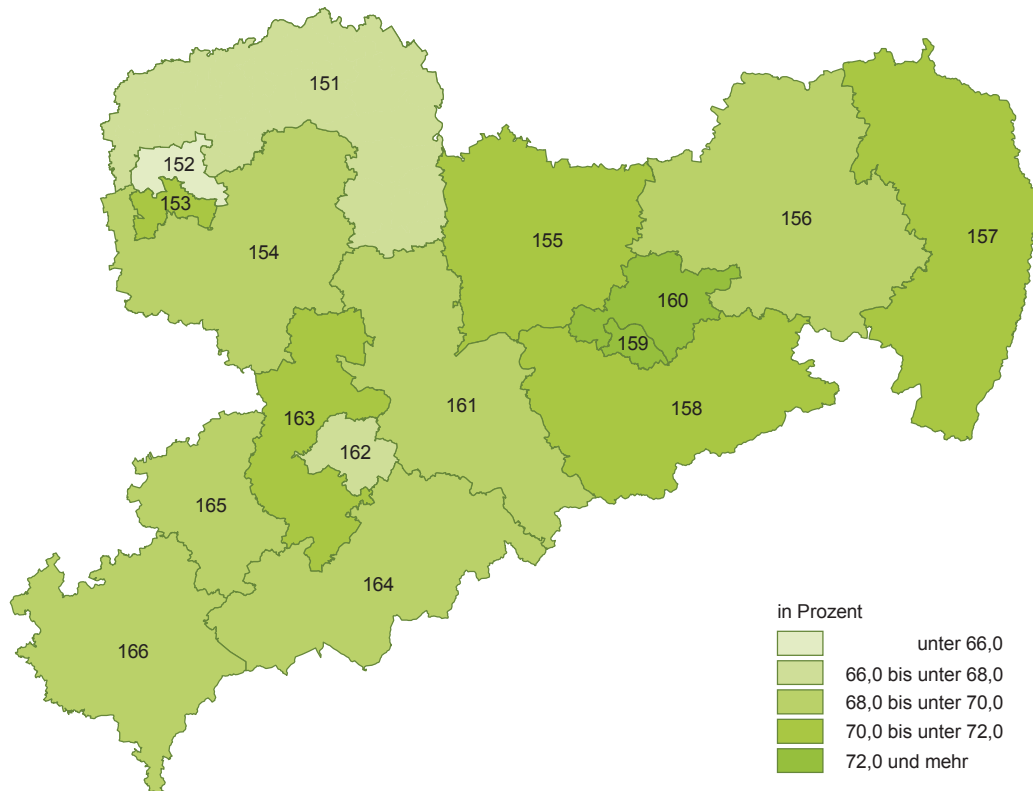 151
152
153
154
155
156
157
160
159
158
161
163
162
165
164
166
in Prozent
unter 66,0
66,0 bis unter 68,0
68,0 bis unter 70,0
70,0 bis unter 72,0
72,0 und mehr